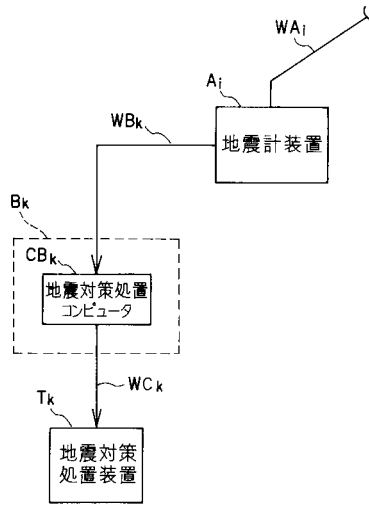 WAi
Ai
地震計装置
WBk
Bk
CBk
地震対策処置
コンピュータ
WCk
Tk
地震対策
処置装置